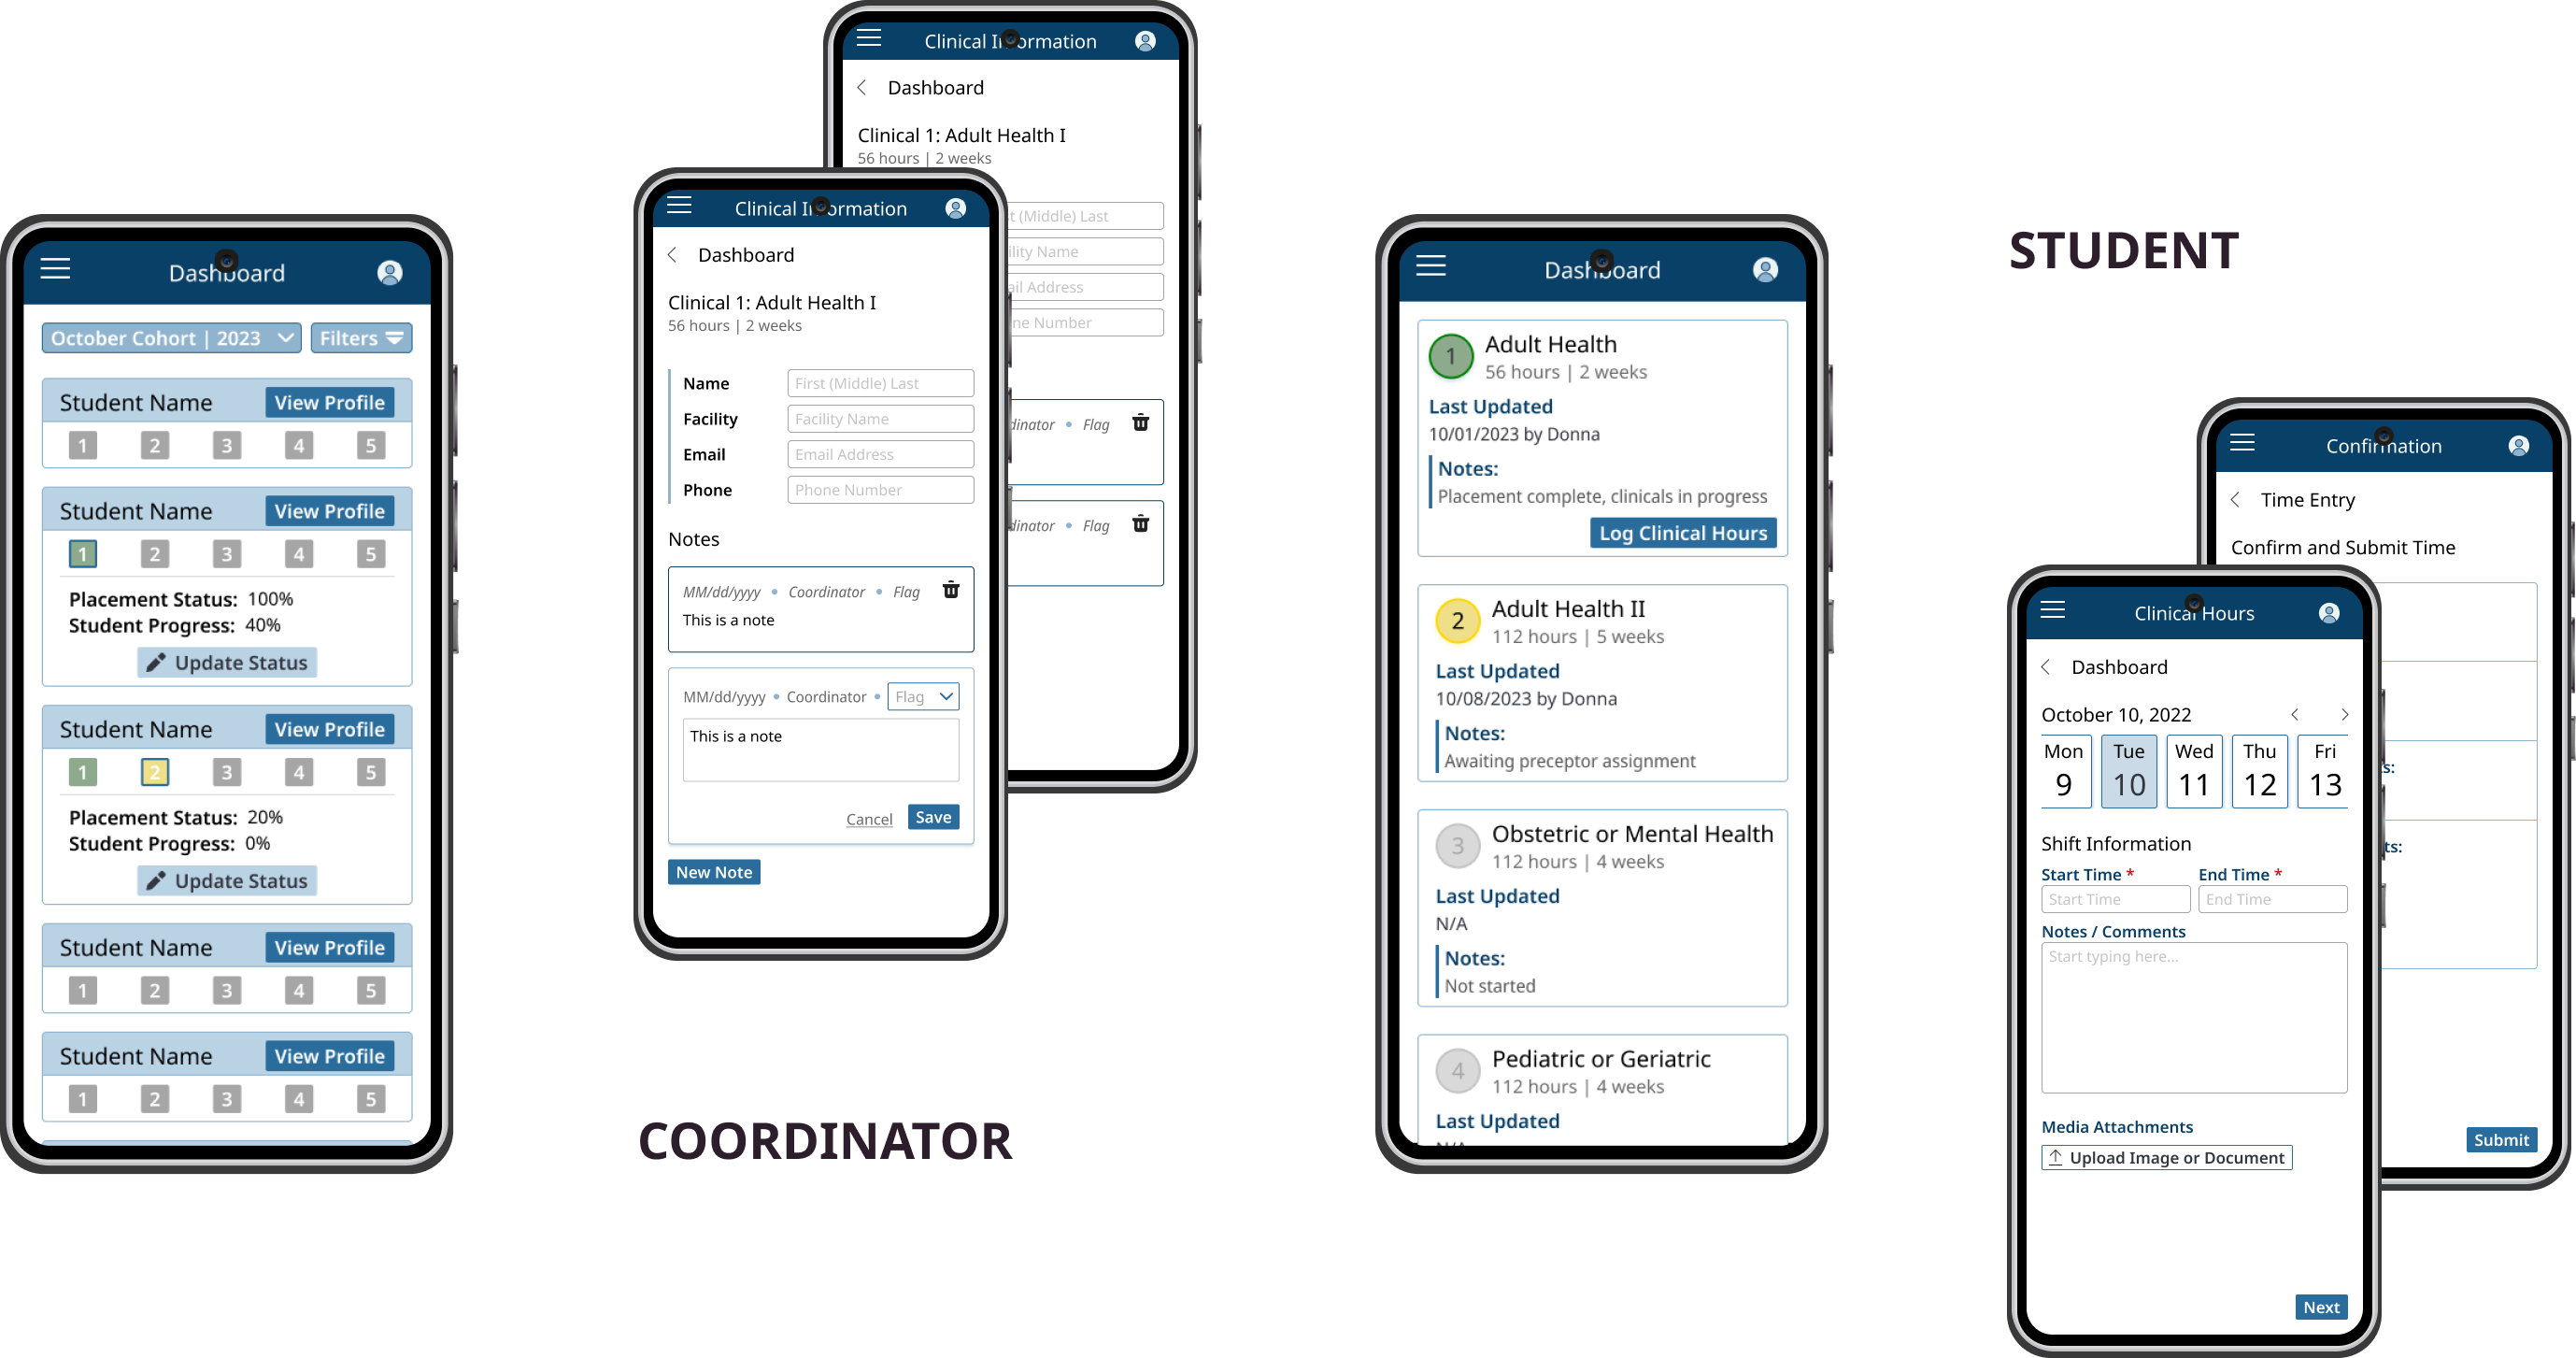 Dashboard
October Cohort | 2023
Filters
Student Name
View Profile
1 2 3 4 5
Student Name
View Profile
1 2 3 4 5
Placement Status: 100%
Student Progress: 40%
Update Status
Student Name
View Profile
1 2 3 4 5
Placement Status: 20%
Student Progress: 0%
Update Status
Student Name
View Profile
1 2 3 4 5
Student Name
View Profile
1 2 3 4 5
Clinical Information
Dashboard
Clinical 1: Adult Health I
56 hours | 2 weeks
(Middle) Last
Name
Address
Number
Flag
Flag
Clinical Information
Dashboard
Clinical 1: Adult Health I
56 hours | 2 weeks
Name First (Middle) Last
Facility Facility Name
Email Email Address
Phone Phone Number
Notes
MM/dd/yyyy • Coordinator • Flag
This is a note
MM/dd/yyyy • Coordinator • Flag
This is a note
Cancel
Save
New Note
COORDINATOR
Dashboard
1
Adult Health
56 hours | 2 weeks
Last Updated
10/01/2023 by Donna
Notes:
Placement complete, clinicals in progress
Log Clinical Hours
2
Adult Health II
112 hours | 5 weeks
Last Updated
10/08/2023 by Donna
Notes:
Awaiting preceptor assignment
3
Obstetric or Mental Health
112 hours | 4 weeks
Last Updated
N/A
Notes:
Not started
4
Pediatric or Geriatric
112 hours | 4 weeks
Last Updated
STUDENT
Confirmation
Time Entry
Confirm and Submit Time
Submit
Clinical Hours
Dashboard
October 10, 2022
Mon Tue Wed Thu Fri
9 10 11 12 13
Shift Information
Start Time * End Time *
Start Time End Time
Notes / Comments
Start typing here...
Media Attachments
Upload Image or Document
Next